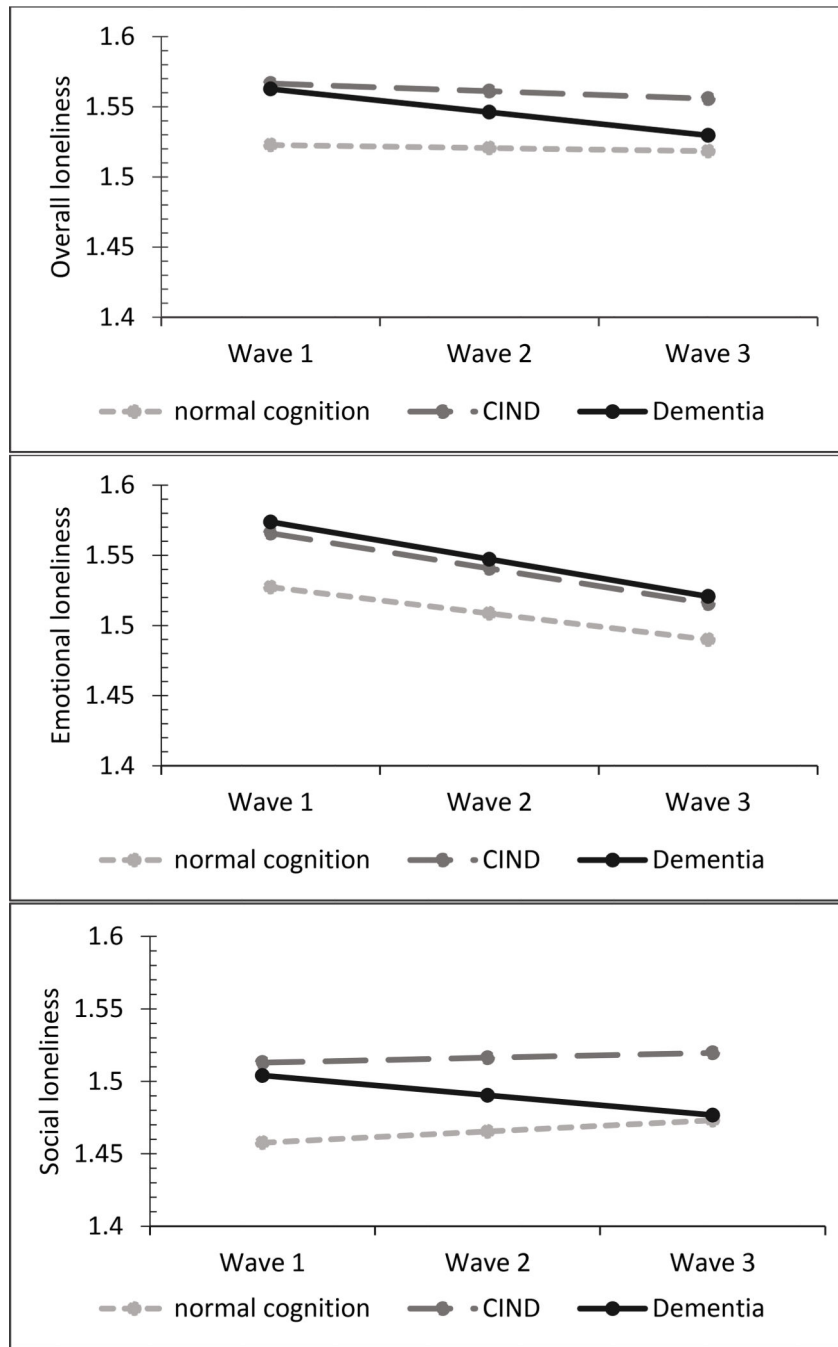 Overall loneliness
1.6
1.55
1.5
1.45
1.4
Wave 1 Wave 2 Wave 3
normal cognition CIND Dementia
Emotional loneliness
1.6
1.55
1.5
1.45
1.4
Wave 1 Wave 2 Wave 3
normal cognition CIND Dementia
Social loneliness
1.6
1.55
1.5
1.45
1.4
Wave 1 Wave 2 Wave 3
normal cognition CIND Dementia